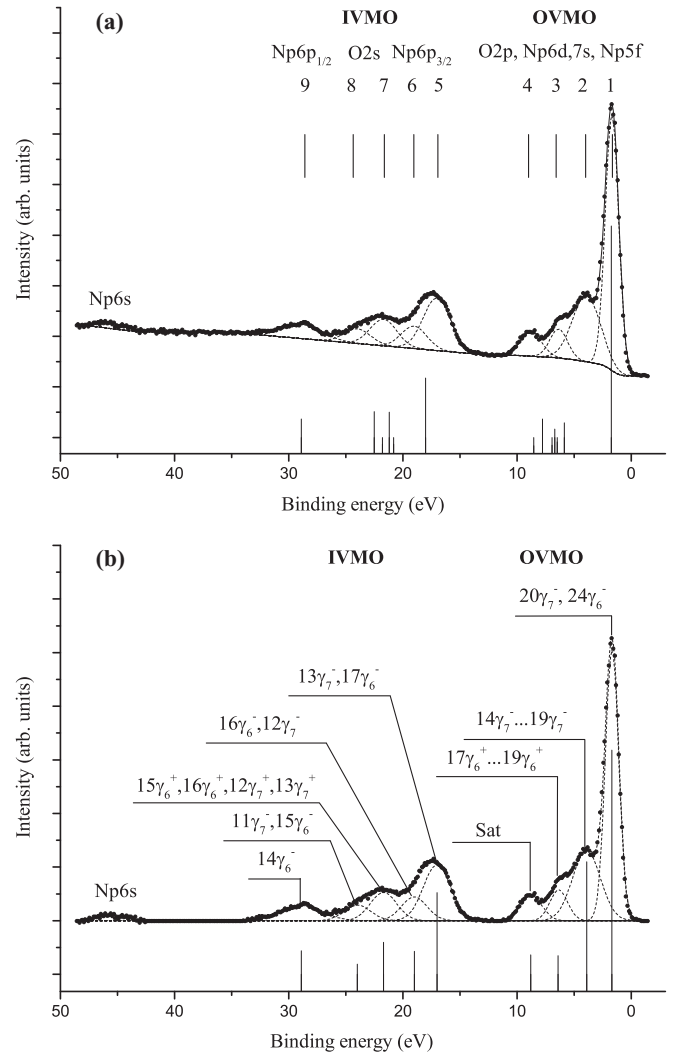 (a)
IVMO OVMO
Np6p1/2 O2s Np6p3/2 O2p, Np6d,7s, Np5f
9 8 7 6 5 4 3 2 1
Np6s
Intensity (arb. units)
50 40 30 20 10 0
Binding energy (eV)
(b)
IVMO OVMO
20γ7⁻, 24γ6⁻
13γ7⁻,17γ6⁻
14γ7⁻...19γ7⁻
16γ6⁻,12γ7⁻
17γ6⁺...19γ6⁺
15γ6⁺,16γ6⁺,12γ7⁺,13γ7⁺
11γ7⁻,15γ6⁻
Sat
14γ6⁻
Np6s
Intensity (arb. units)
50 40 30 20 10 0
Binding energy (eV)